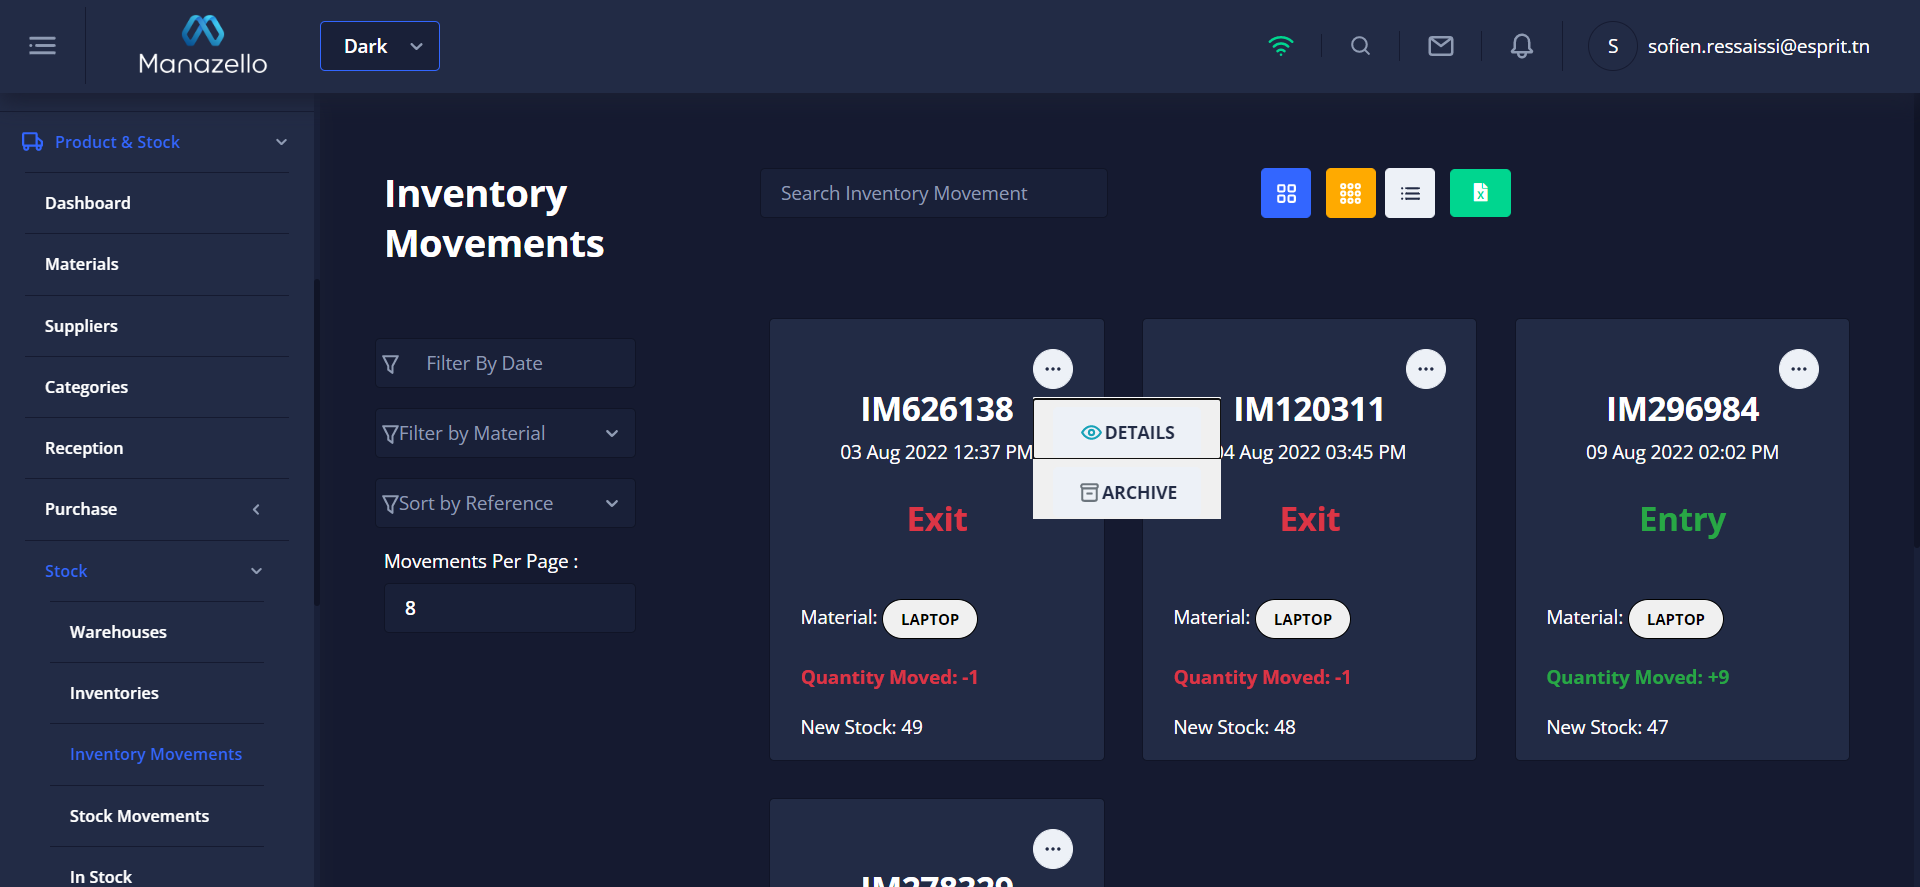 Manazello
Dark
S
sofien.ressaissi@esprit.tn
Product & Stock
Dashboard
Materials
Suppliers
Categories
Reception
Purchase
Stock
Warehouses
Inventories
Inventory Movements
Stock Movements
In Stock
Inventory
Movements
Search Inventory Movement
Filter By Date
Filter by Material
Sort by Reference
Movements Per Page :
8
IM626138
03 Aug 2022 12:37 PM
Exit
Material: LAPTOP
Quantity Moved: -1
New Stock: 49
DETAILS
ARCHIVE
IM120311
04 Aug 2022 03:45 PM
Exit
Material: LAPTOP
Quantity Moved: -1
New Stock: 48
IM296984
09 Aug 2022 02:02 PM
Entry
Material: LAPTOP
Quantity Moved: +9
New Stock: 47